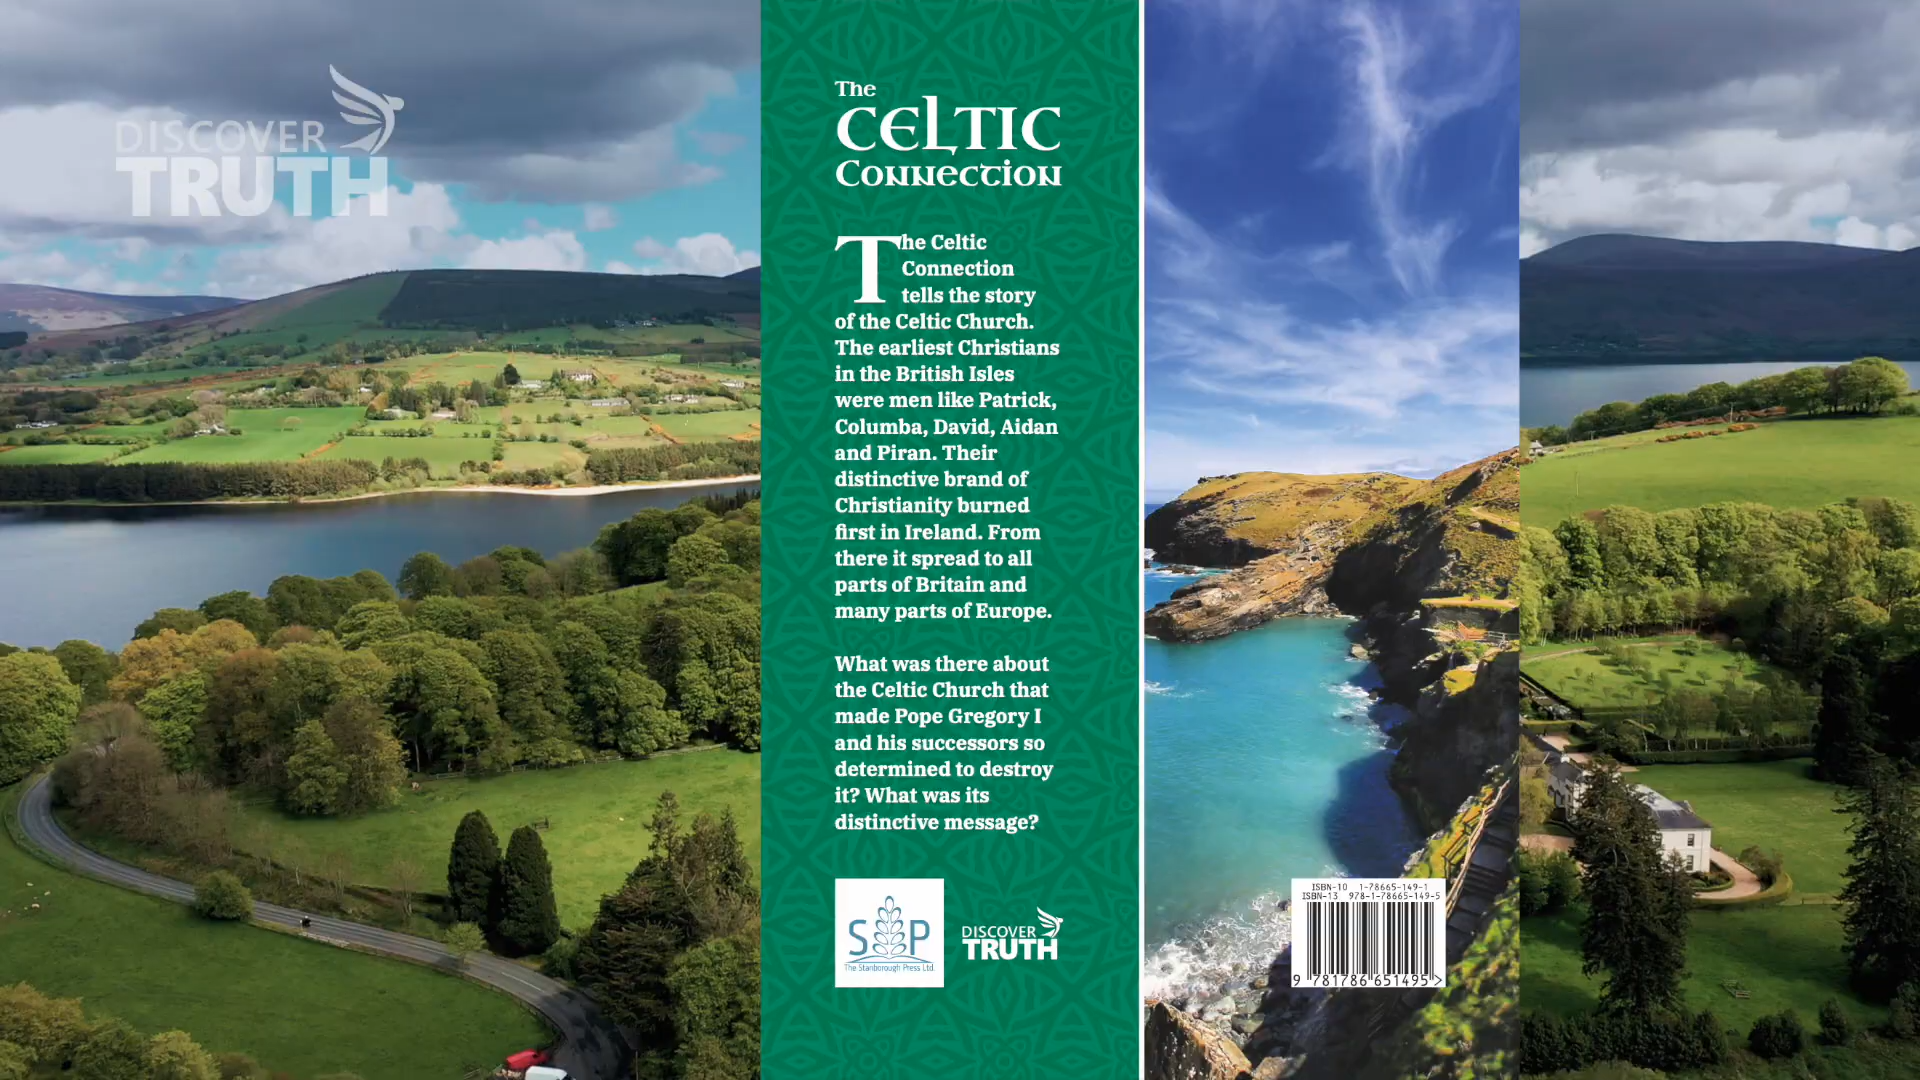 DISCOVER
TRUTH
The
CELTIC
Connection
The Celtic
Connection
tells the story
of the Celtic Church.
The earliest Christians
in the British Isles
were men like Patrick,
Columba, David, Aidan
and Piran. Their
distinctive brand of
Christianity burned
first in Ireland. From
there it spread to all
parts of Britain and
many parts of Europe.
What was there about
the Celtic Church that
made Pope Gregory I
and his successors so
determined to destroy
it? What was its
distinctive message?
SP
The Stanborough Press Ltd.
DISCOVER
TRUTH
ISBN-10 1-78665-149-1
ISBN-13 978-1-78665-149-5
9 781786 651495 >